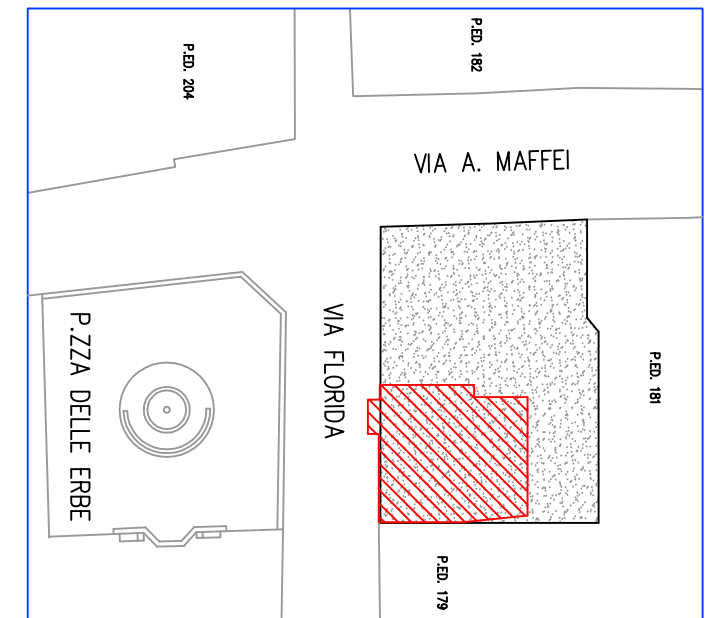 P.ED. 204
P.ED. 182
VIA A. MAFFEI
P.ZZA DELLE ERBE
VIA FLORIDA
P.ED. 181
P.ED. 179